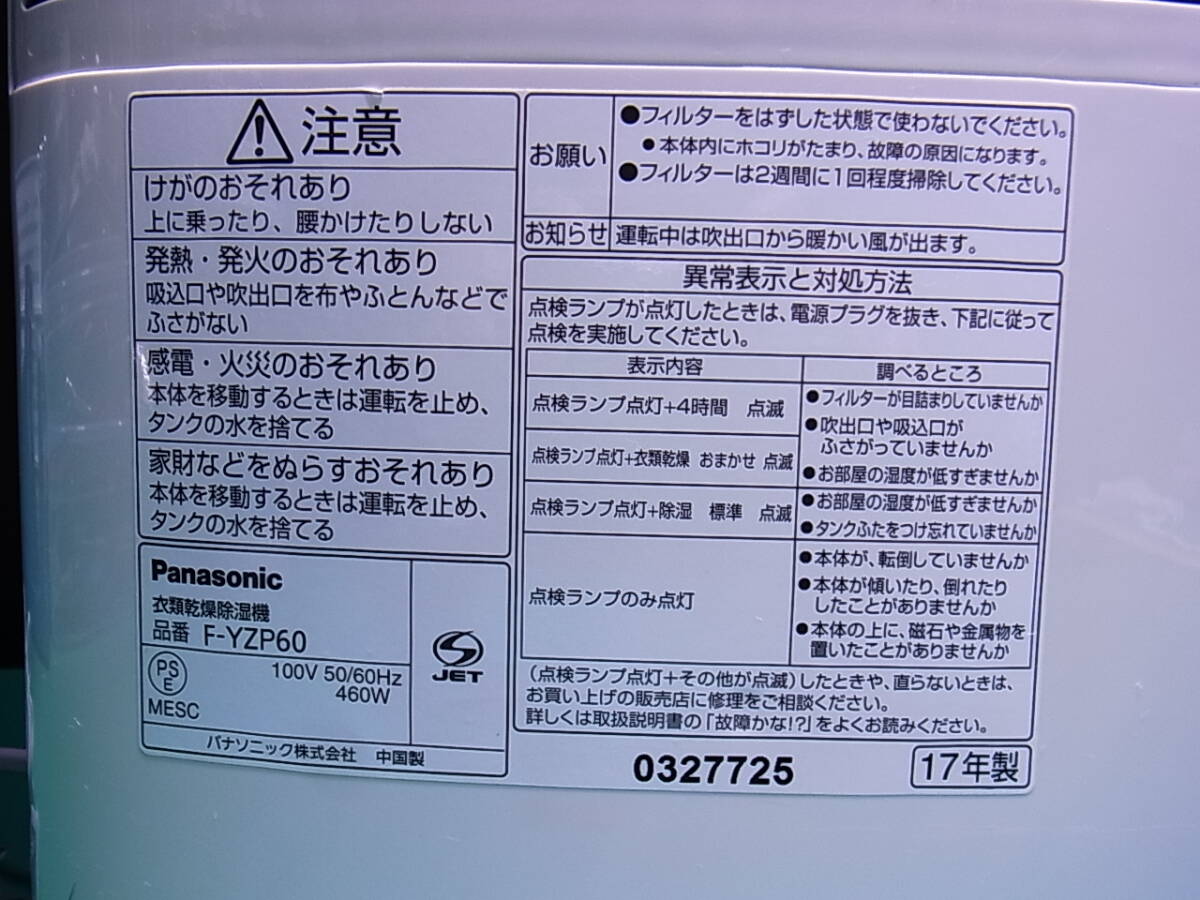 注意
けがのおそれあり
上に乗ったり、腰かけたりしない
発熱・発火のおそれあり
吸込口や吹出口を布やふとんなどで
ふさがない
感電・火災のおそれあり
本体を移動するときは運転を止め、
タンクの水を捨てる
家財などをぬらすおそれあり
本体を移動するときは運転を止め、
タンクの水を捨てる
Panasonic
衣類乾燥除湿機
品番 F-YZP60
PS
E
MESC
100V 50/60Hz
460W
JET
パナソニック株式会社 中国製
お願い
●フィルターをはずした状態で使わないでください。
●本体内にホコリがたまり、故障の原因になります。
●フィルターは2週間に1回程度掃除してください。
お知らせ 運転中は吹出口から暖かい風が出ます。
異常表示と対処方法
点検ランプが点灯したときは、電源プラグを抜き、下記に従って
点検を実施してください。
表示内容 調べるところ
点検ランプ点灯+4時間 点滅
点検ランプ点灯+衣類乾燥 おまかせ 点滅
●フィルターが目詰まりしていませんか
●吹出口や吸込口が
ふさがっていませんか
●お部屋の湿度が低すぎませんか
点検ランプ点灯+除湿 標準 点滅
●お部屋の湿度が低すぎませんか
●タンクふたをつけ忘れていませんか
点検ランプのみ点灯
●本体が、転倒していませんか
●本体が傾いたり、倒れたり
したことがありませんか
●本体の上に、磁石や金属物を
置いたことがありませんか
(点検ランプ点灯+その他が点滅)したときや、直らないときは、
お買い上げの販売店に修理をご相談ください。
詳しくは取扱説明書の「故障かな!?」をよくお読みください。
0327725
17年製